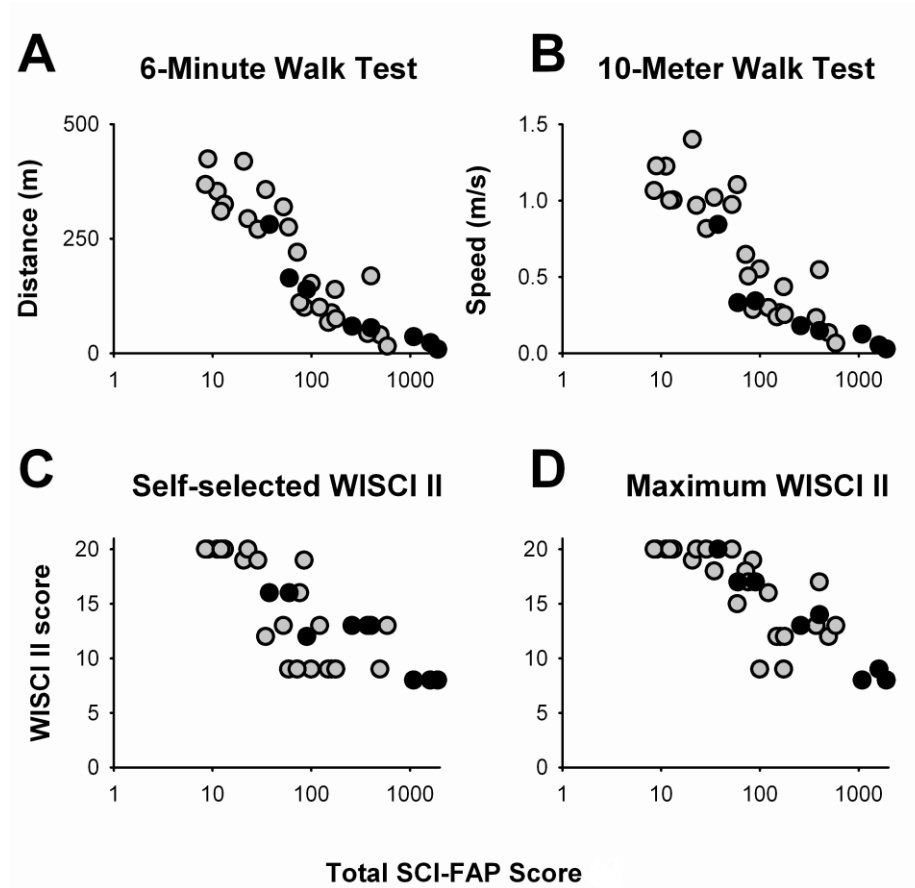 A
6-Minute Walk Test
Distance (m)
500
250
0
1 10 100 1000
B
10-Meter Walk Test
Speed (m/s)
1.5
1.0
0.5
0.0
1 10 100 1000
C
Self-selected WISCI II
WISCI II score
20
15
10
5
0
1 10 100 1000
D
Maximum WISCI II
20
15
10
5
0
1 10 100 1000
Total SCI-FAP Score